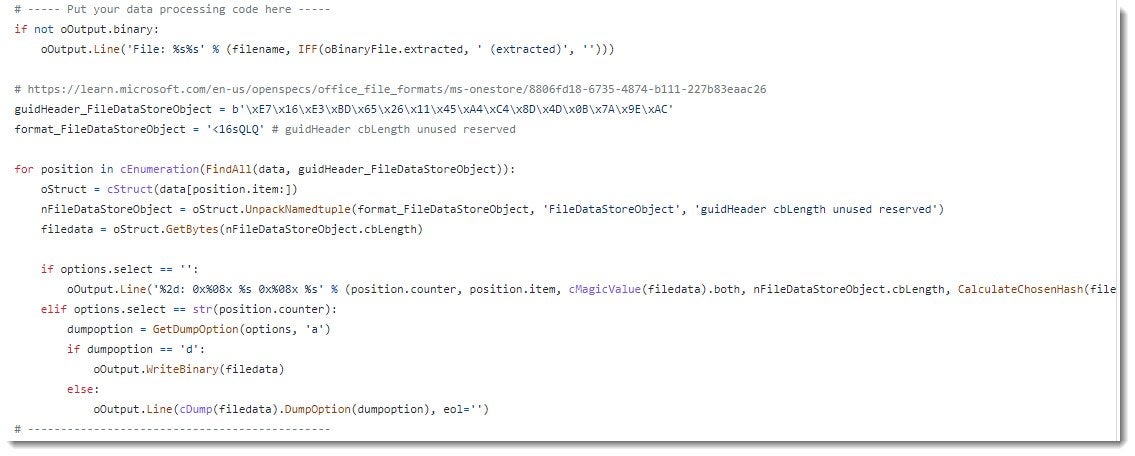 # ----- Put your data processing code here -----
if not oOutput.binary:
    oOutput.Line('File: %s%s' % (filename, IFF(oBinaryFile.extracted, ' (extracted)', '')))

# https://learn.microsoft.com/en-us/openspecs/office_file_formats/ms-onestore/8806fd18-6735-4874-b111-227b83eaac26
guidHeader_FileDataStoreObject = b'\xE7\x16\xE3\xBD\x65\x26\x11\x45\xA4\xC4\x8D\x4D\x0B\x7A\x9E\xAC'
format_FileDataStoreObject = '<16sQLQ' # guidHeader cbLength unused reserved

for position in cEnumeration(FindAll(data, guidHeader_FileDataStoreObject)):
    oStruct = cStruct(data[position.item:])
    nFileDataStoreObject = oStruct.UnpackNamedtuple(format_FileDataStoreObject, 'FileDataStoreObject', 'guidHeader cbLength unused reserved')
    filedata = oStruct.GetBytes(nFileDataStoreObject.cbLength)

    if options.select == '':
        oOutput.Line('%2d: 0x%08x %s 0x%08x %s' % (position.counter, position.item, cMagicValue(filedata).both, nFileDataStoreObject.cbLength, CalculateChosenHash(file
    elif options.select == str(position.counter):
        dumpoption = GetDumpOption(options, 'a')
        if dumpoption == 'd':
            oOutput.WriteBinary(filedata)
        else:
            oOutput.Line(cDump(filedata).DumpOption(dumpoption), eol='')
# ----------------------------------------------